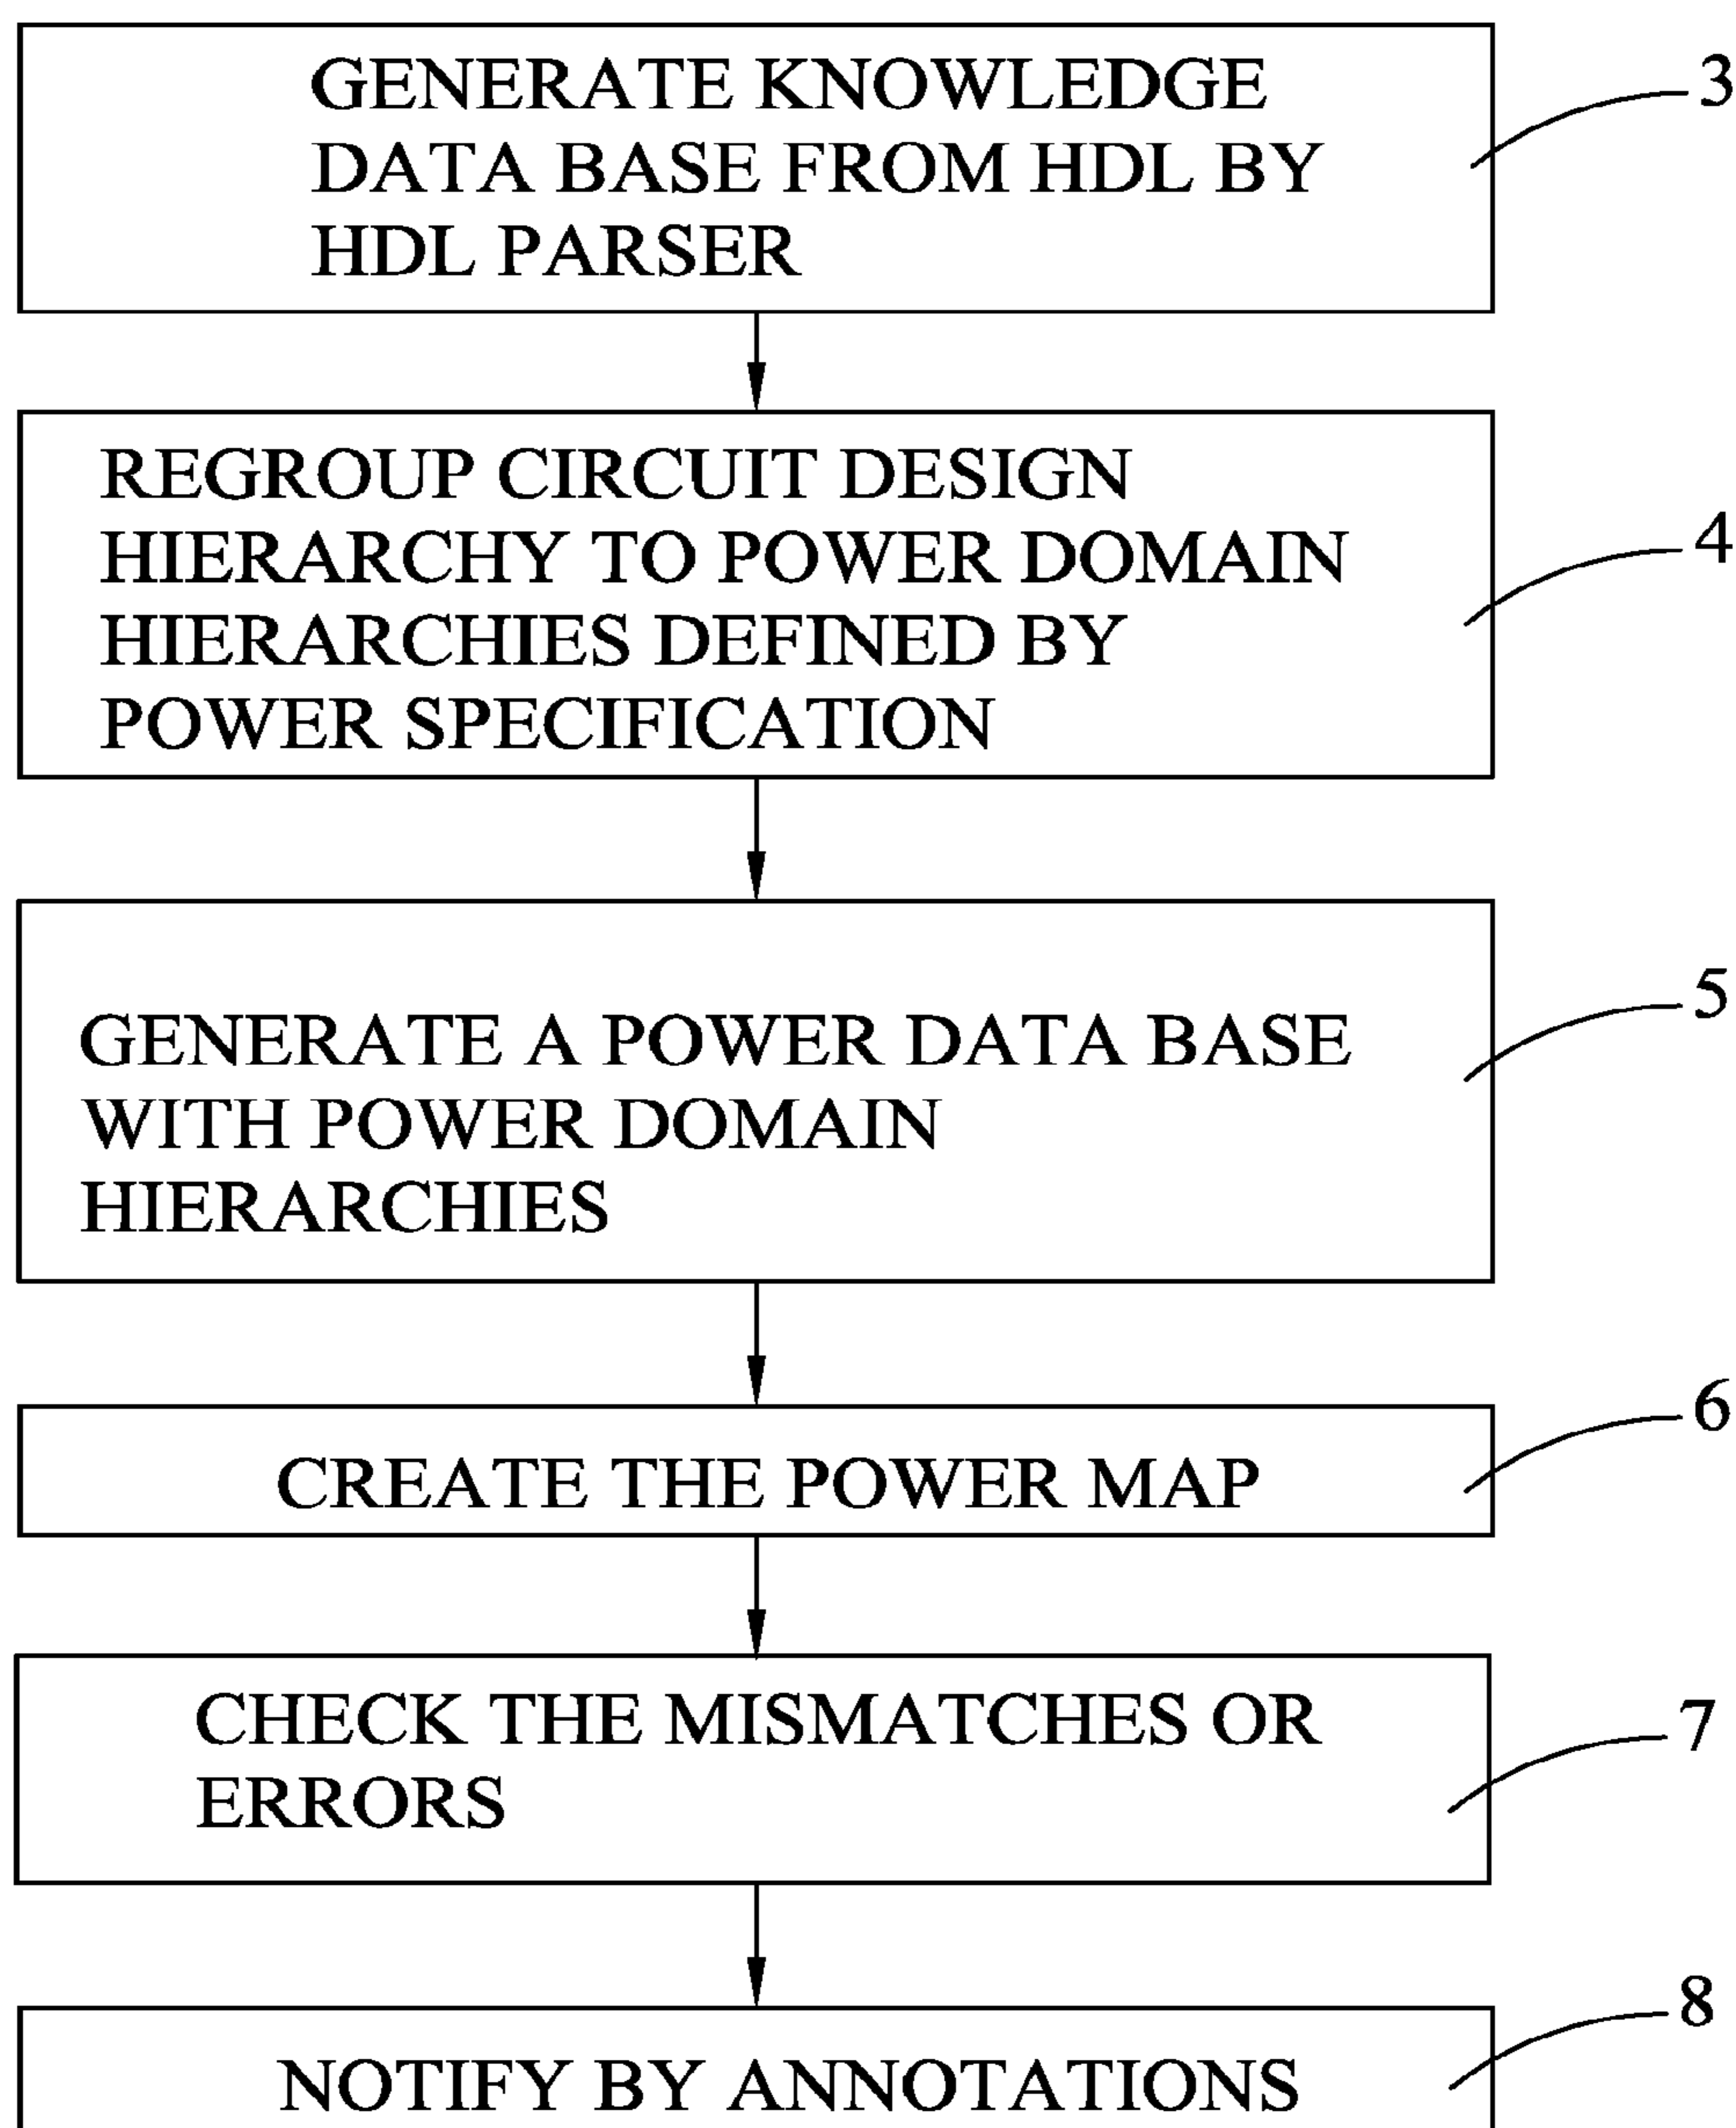 GENERATE KNOWLEDGE
DATA BASE FROM HDL BY
HDL PARSER
3
REGROUP CIRCUIT DESIGN
HIERARCHY TO POWER DOMAIN
HIERARCHIES DEFINED BY
POWER SPECIFICATION
4
GENERATE A POWER DATA BASE
WITH POWER DOMAIN
HIERARCHIES
5
CREATE THE POWER MAP
6
CHECK THE MISMATCHES OR
ERRORS
7
NOTIFY BY ANNOTATIONS
8